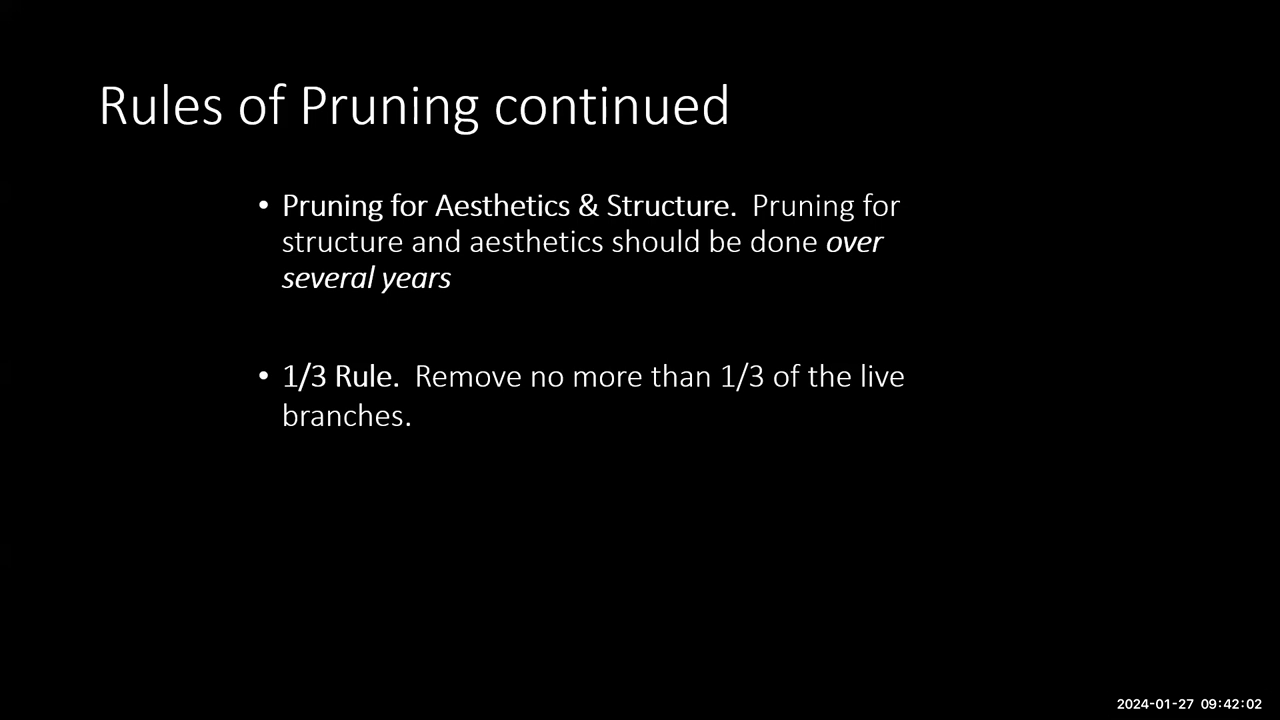 Rules of Pruning continued
• Pruning for Aesthetics & Structure.  Pruning for
structure and aesthetics should be done over
several years
• 1/3 Rule.  Remove no more than 1/3 of the live
branches.
2024-01-27 09:42:02